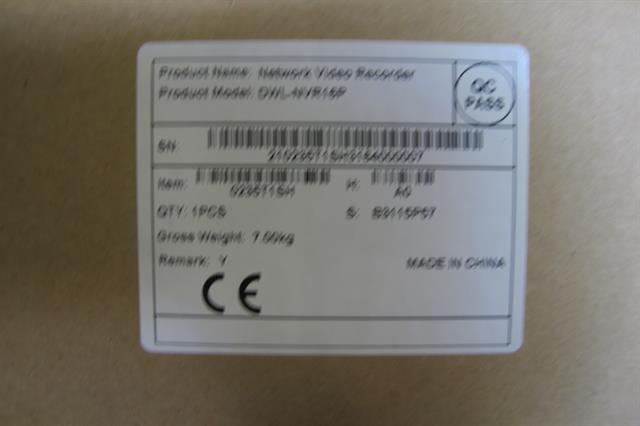 Product Name: Network Video Recorder
Product Model: DWL-NVR16P
QC
PASS
SN:
Item:
0235T1SH
H:
A0
QTY: 1PCS
S:
Gross Weight: 7.00kg
Remark: Y
MADE IN CHINA
CE